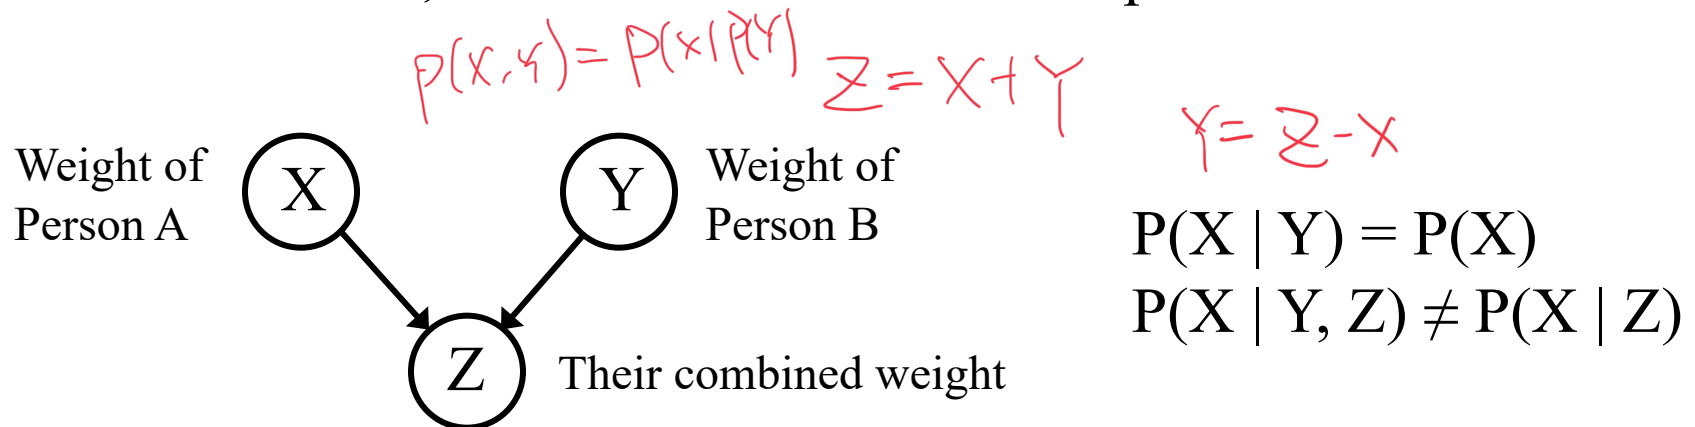 P(X,Y)=P(X)P(Y)
Z=X+Y
Y=Z-X
Weight of
Person A
X
Y
Weight of
Person B
P(X | Y) = P(X)
P(X | Y, Z) ≠ P(X | Z)
Z
Their combined weight